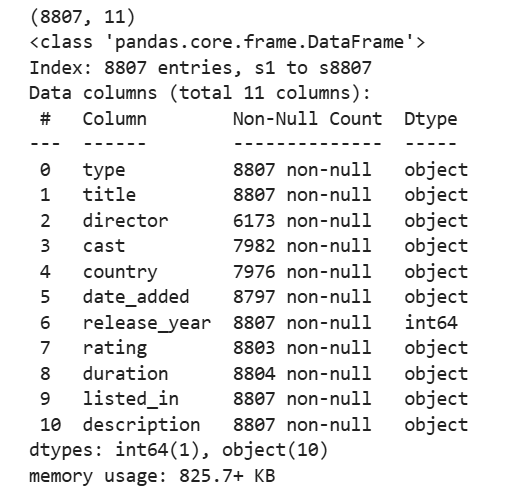 (8807, 11)
<class 'pandas.core.frame.DataFrame'>
Index: 8807 entries, s1 to s8807
Data columns (total 11 columns):
 #   Column        Non-Null Count  Dtype
---  ------        --------------  -----
 0   type          8807 non-null   object
 1   title         8807 non-null   object
 2   director      6173 non-null   object
 3   cast          7982 non-null   object
 4   country       7976 non-null   object
 5   date_added    8797 non-null   object
 6   release_year  8807 non-null   int64
 7   rating        8803 non-null   object
 8   duration      8804 non-null   object
 9   listed_in     8807 non-null   object
 10  description   8807 non-null   object
dtypes: int64(1), object(10)
memory usage: 825.7+ KB